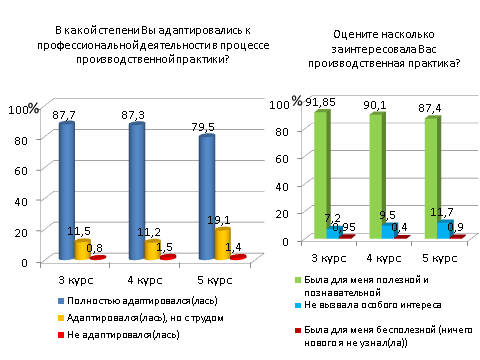 В какой степени Вы адаптировались к
профессиональной деятельности в процессе
производственной практики?
100%
80
60
40
20
0
87,7
87,3
79,5
11,5
0,8
11,2
1,5
19,1
1,4
3 курс
4 курс
5 курс
Полностью адаптировался(лась)
Адаптировался(лась), но с трудом
Не адаптировался(лась)
Оцените насколько
заинтересовала Вас
производственная практика?
100%
80
60
40
20
0
91,85
90,1
87,4
7,2
0,95
9,5
0,4
11,7
0,9
3 курс
4 курс
5 курс
Была для меня полезной и
познавательной
Не вызвала особого интереса
Была для меня бесполезной (ничего
нового я не узнал(ла))